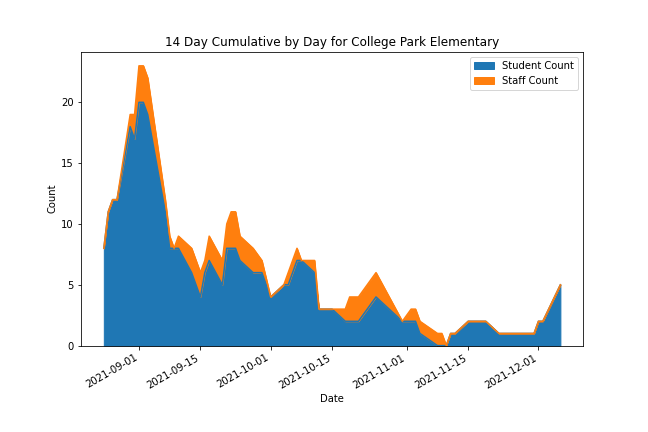 14 Day Cumulative by Day for College Park Elementary
Student Count
Staff Count
Count
20
15
10
5
0
2021-09-01
2021-09-15
2021-10-01
2021-10-15
2021-11-01
2021-11-15
2021-12-01
Date